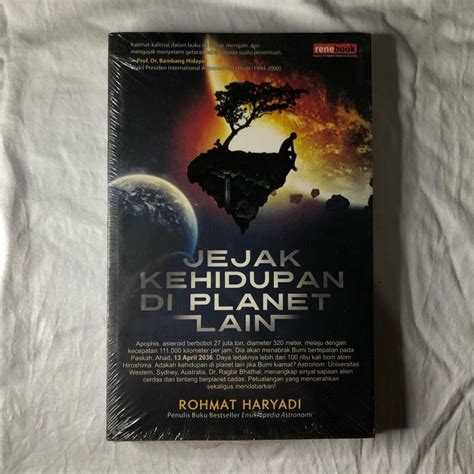 Kalimat-kalimat dalam buku mengalir, dan
mengajak menyelami getaran suatu penemuan.
Prof. Dr. Bambang Hidayat
Presiden International (1994-2000)
renebook
JEJAK
KEHIDUPAN
DI PLANET
LAIN
Apophis, asteroid berbobot 27 juta ton, diameter 320 meter, melaju dengan
kecepatan 111.000 kilometer per jam. Dia akan menabrak Bumi bertepatan pada
Paskah, Ahad, 13 April 2036. Daya ledaknya lebih dari 100 ribu kali bom atom
Hiroshima. Adakah kehidupan di planet lain jika Bumi kiamat? Astronom Universitas
Western, Sydney, Australia, Dr. Ragbir Bhathal, menangkap sinyal sapaan alien
cerdas dari bintang berplanet cadas. Petualangan yang mencerahkan
sekaligus mendebarkan!
ROHMAT HARYADI
Penulis Buku Bestseller Ensiklopedia Astronomi